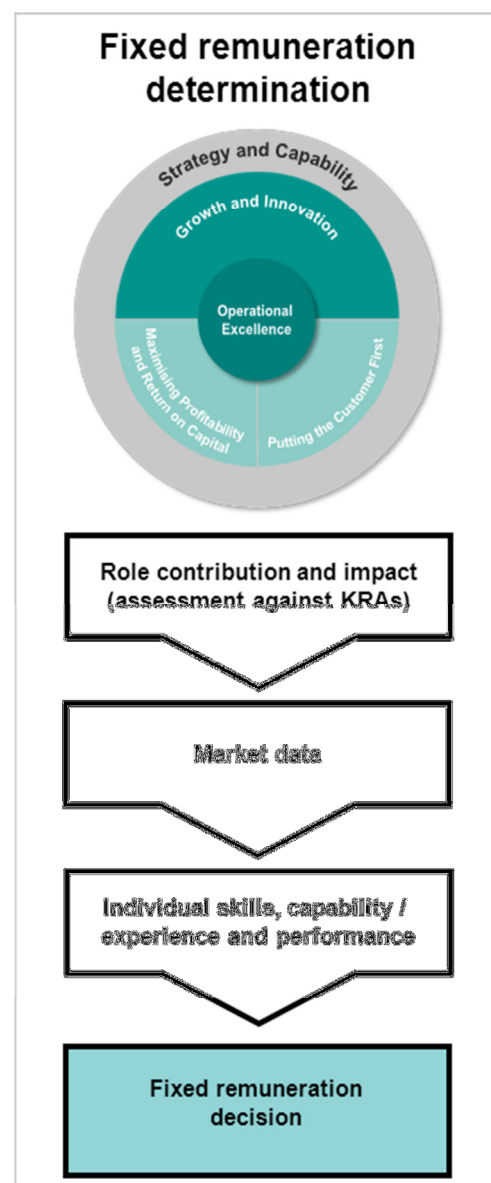 Fixed remuneration
determination
Strategy and Capability
Growth and Innovation
Operational
Excellence
Maximising Profitability
and Return on Capital
Putting the Customer First
Role contribution and impact
(assessment against KRAs)
Market data
Individual skills, capability /
experience and performance
Fixed remuneration
decision